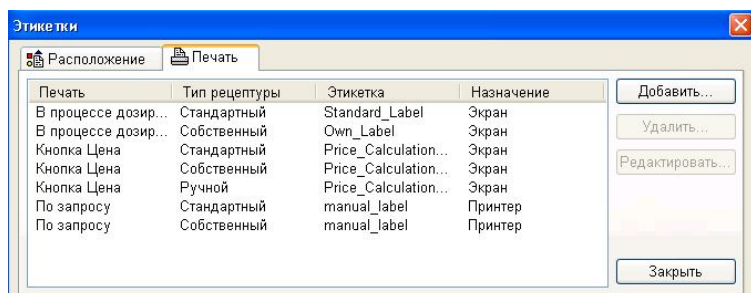 Этикетки
Расположение Печать
Печать Тип рецептуры Этикетка Назначение
В процессе дозир... Стандартный Standard_Label Экран
В процессе дозир... Собственный Own_Label Экран
Кнопка Цена Стандартный Price_Calculation... Экран
Кнопка Цена Собственный Price_Calculation... Экран
Кнопка Цена Ручной Price_Calculation... Экран
По запросу Стандартный manual_label Принтер
По запросу Собственный manual_label Принтер
Добавить...
Удалить...
Редактировать...
Закрыть